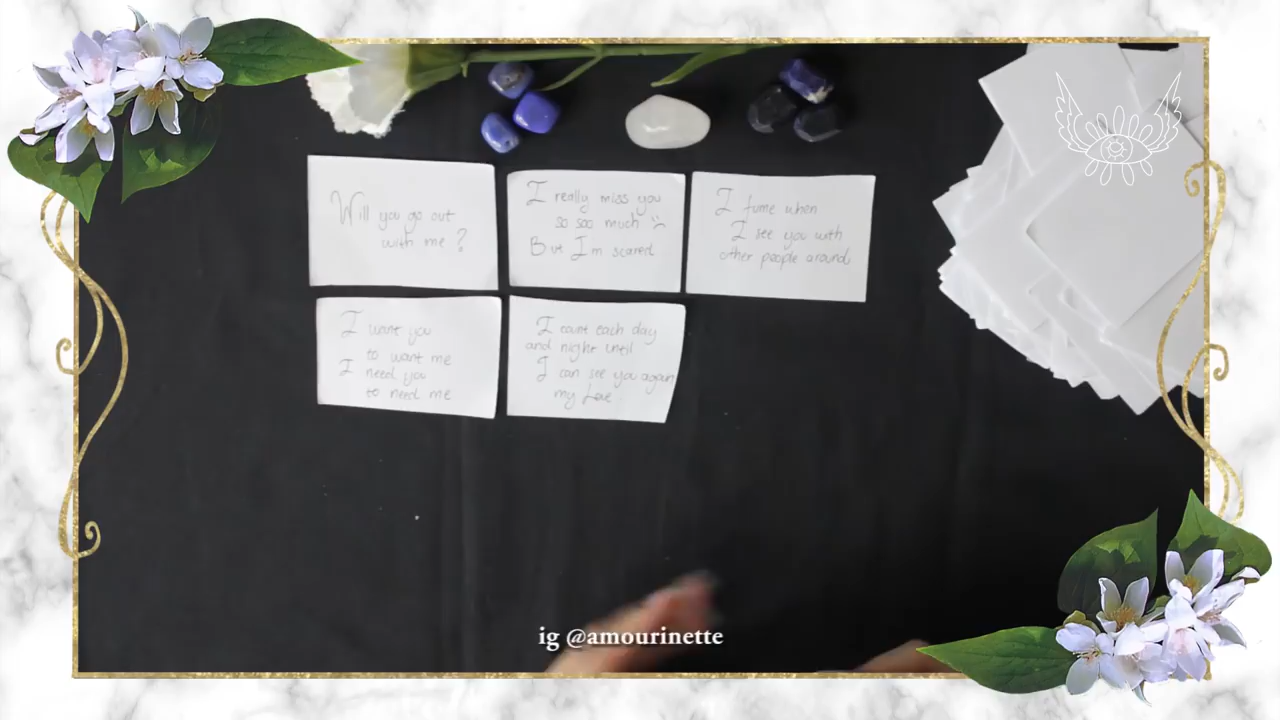 Will you go out
with me?
I really miss you
so soo much :(
But I'm scared
I fume when
I see you with
other people around
I want you
to want me
I need you
to need me
I count each day
and night until
I can see you again
my Love
ig @amourinette